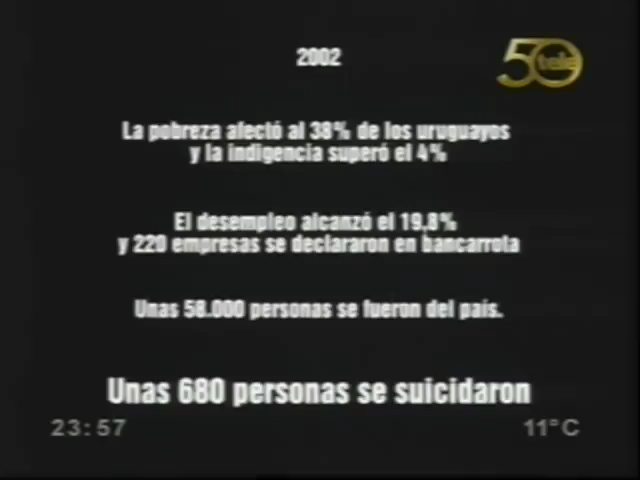 2002
50 tele
La pobreza afectó al 38% de los uruguayos
y la indigencia superó el 4%
El desempleo alcanzó el 19,8%
y 220 empresas se declararon en bancarrota
Unas 58.000 personas se fueron del país.
Unas 680 personas se suicidaron
23:57
11°C